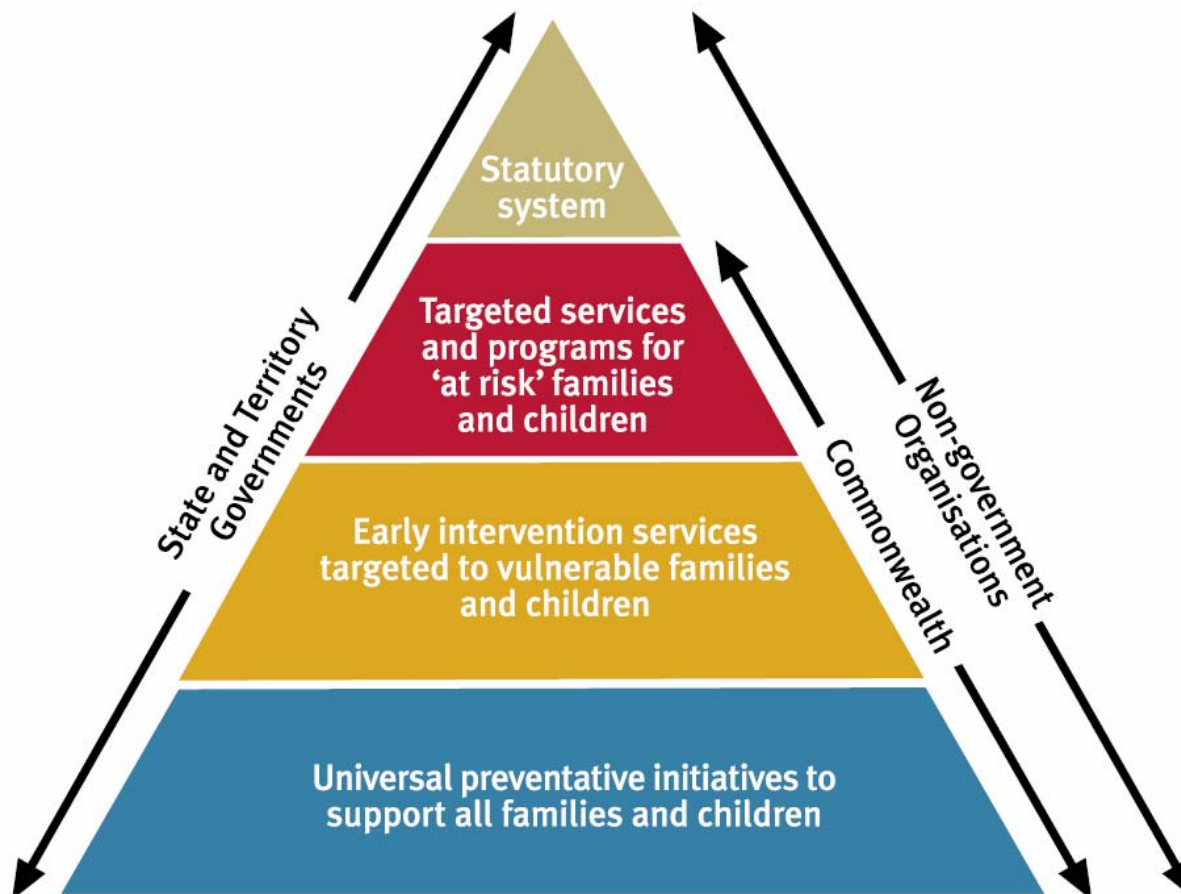 Statutory
system
Targeted services
and programs for
‘at risk’ families
and children
Early intervention services
targeted to vulnerable families
and children
Universal preventative initiatives to
support all families and children
State and Territory
Governments
Commonwealth
Non-government
Organisations